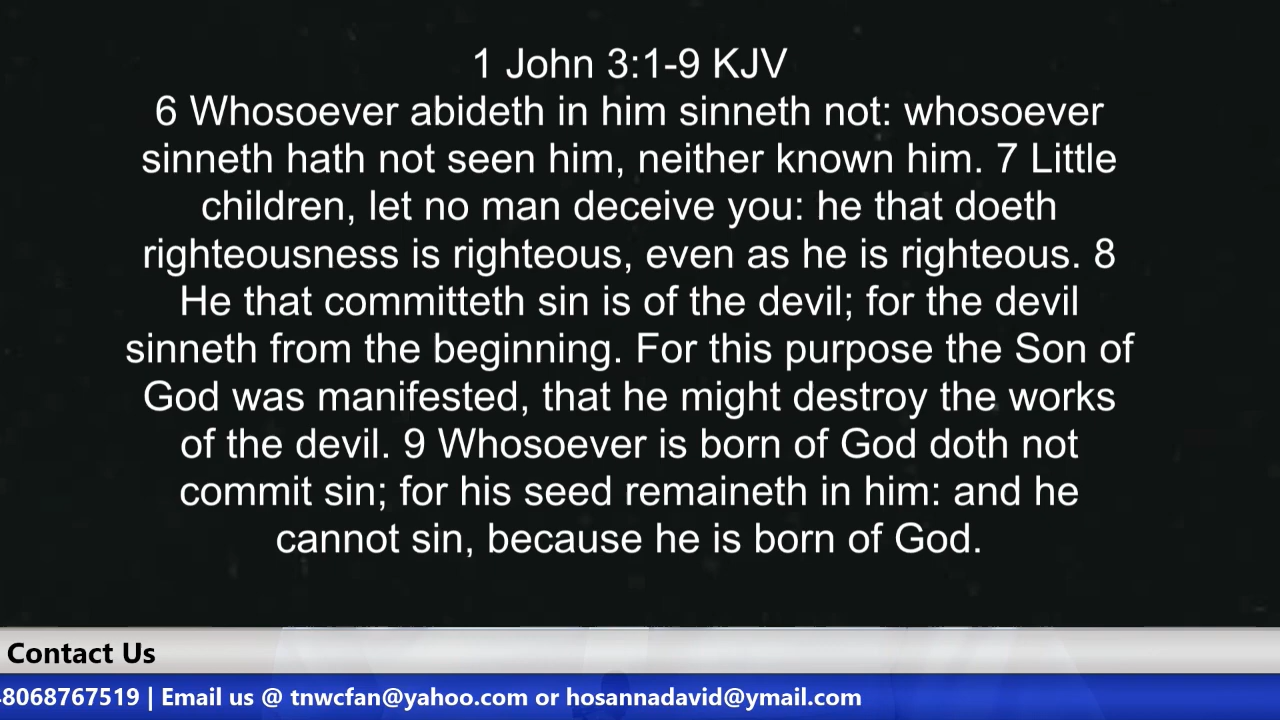 1 John 3:1-9 KJV
6 Whosoever abideth in him sinneth not: whosoever
sinneth hath not seen him, neither known him. 7 Little
children, let no man deceive you: he that doeth
righteousness is righteous, even as he is righteous. 8
He that committeth sin is of the devil; for the devil
sinneth from the beginning. For this purpose the Son of
God was manifested, that he might destroy the works
of the devil. 9 Whosoever is born of God doth not
commit sin; for his seed remaineth in him: and he
cannot sin, because he is born of God.
Contact Us
8068767519 | Email us @ tnwcfan@yahoo.com or hosannadavid@ymail.com